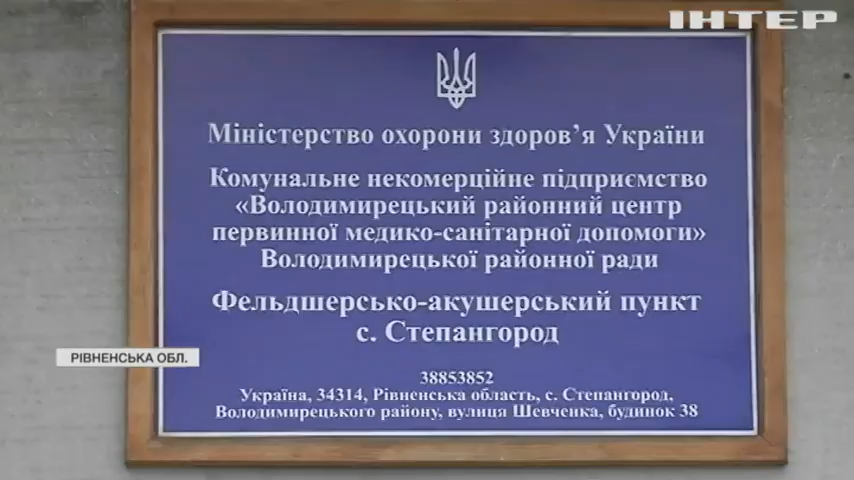 ІНТЕР
Міністерство охорони здоров’я України
Комунальне некомерційне підприємство
«Володимирецький районний центр
первинної медико-санітарної допомоги»
Володимирецької районної ради
Фельдшерсько-акушерський пункт
с. Степангород
РІВНЕНСЬКА ОБЛ.
38853852
Україна, 34314, Рівненська область, с. Степангород,
Володимирецького району, вулиця Шевченка, будинок 38